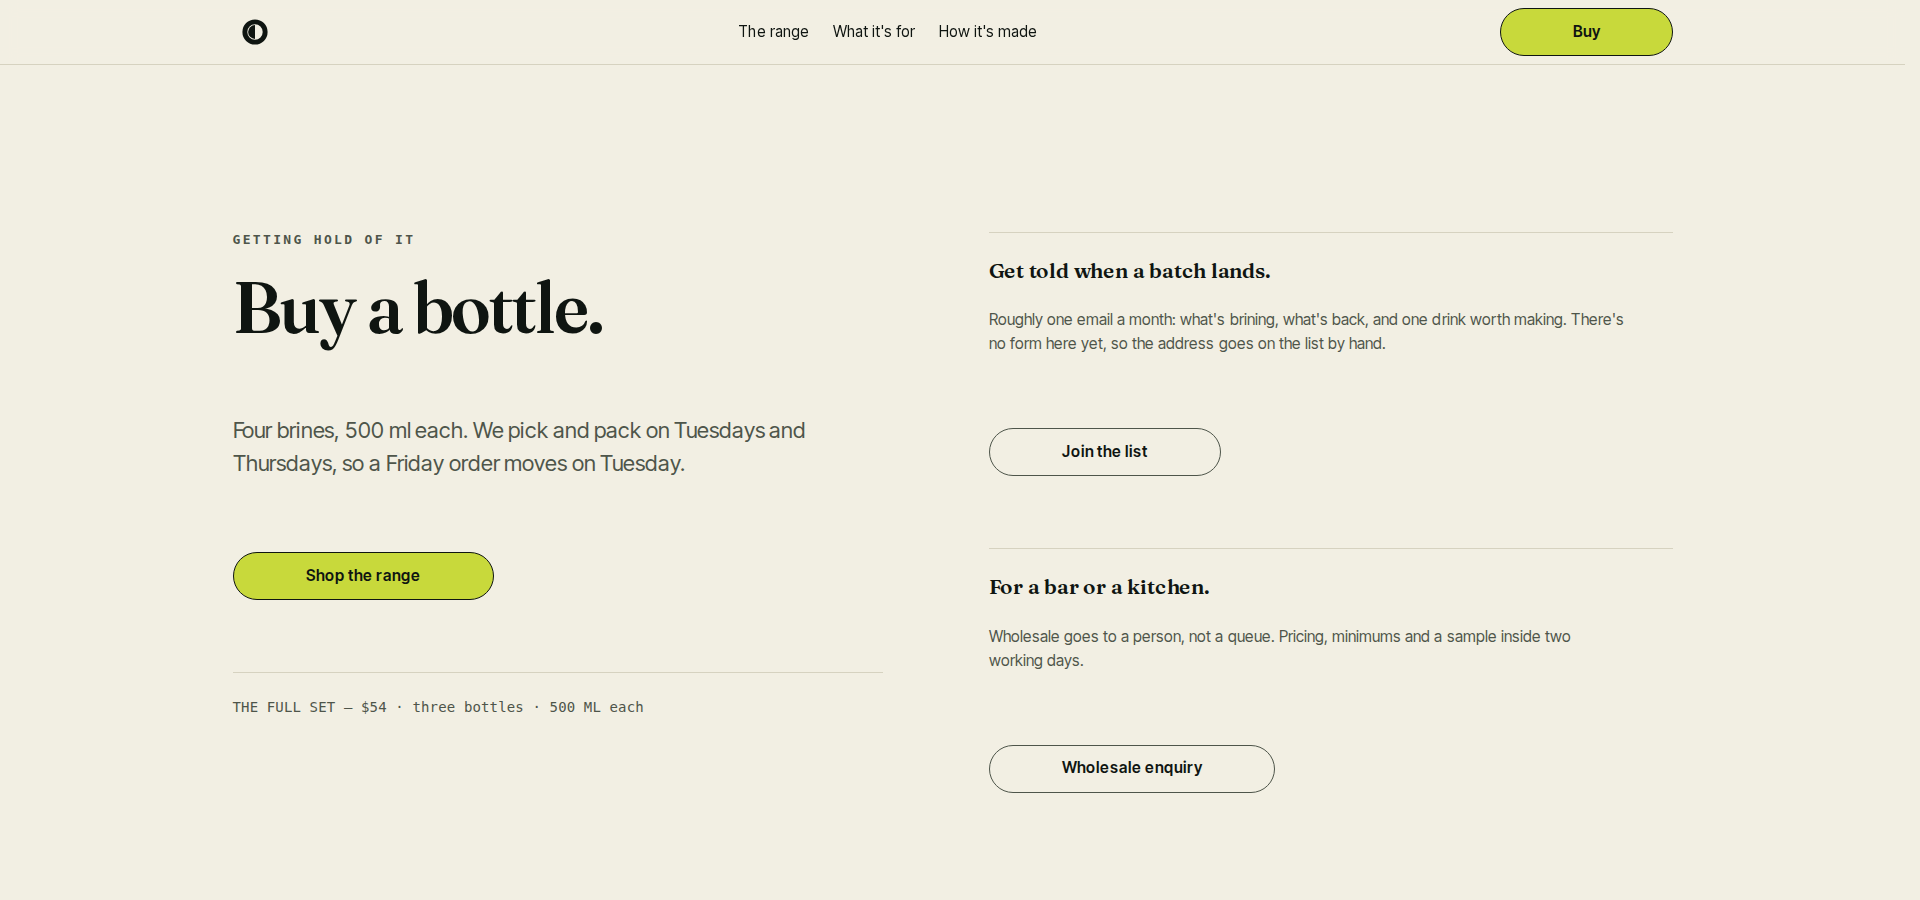 The range
What it's for
How it's made
Buy
GETTING HOLD OF IT
Buy a bottle.
Four brines, 500 ml each. We pick and pack on Tuesdays and
Thursdays, so a Friday order moves on Tuesday.
Shop the range
THE FULL SET — $54 · three bottles · 500 ML each
Get told when a batch lands.
Roughly one email a month: what's brining, what's back, and one drink worth making. There's
no form here yet, so the address goes on the list by hand.
Join the list
For a bar or a kitchen.
Wholesale goes to a person, not a queue. Pricing, minimums and a sample inside two
working days.
Wholesale enquiry